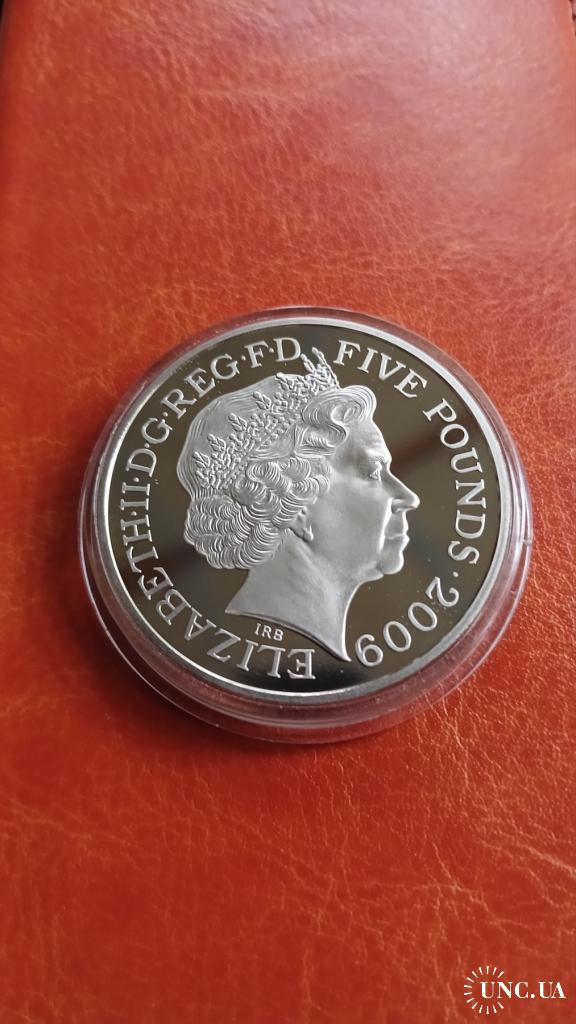 ELIZABETH·II·D·G·REG·F·D FIVE POUNDS·2009
IRB
UNC.UA